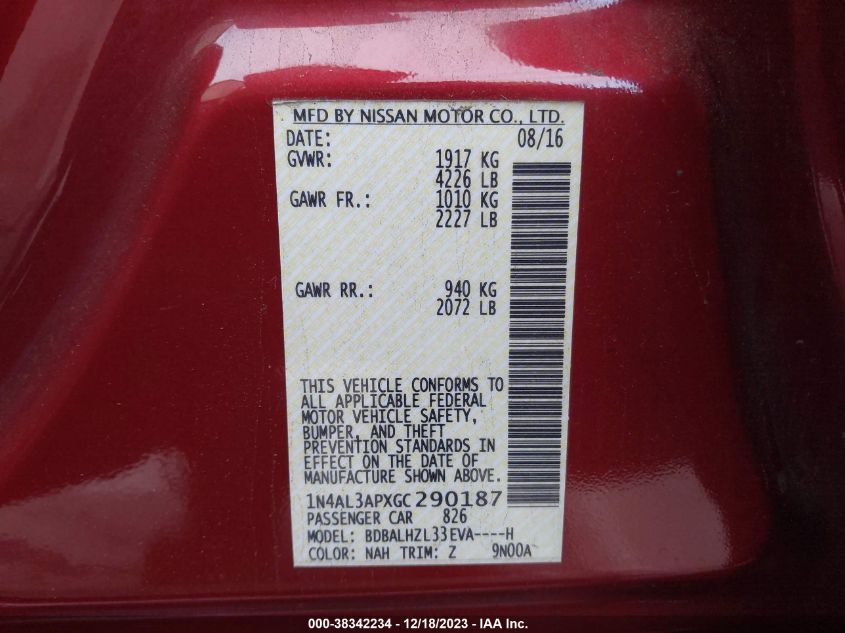 MFD BY NISSAN MOTOR CO., LTD.
DATE: 08/16
GVWR: 1917 KG
4226 LB
GAWR FR.: 1010 KG
2227 LB
GAWR RR.: 940 KG
2072 LB
THIS VEHICLE CONFORMS TO
ALL APPLICABLE FEDERAL
MOTOR VEHICLE SAFETY,
BUMPER, AND THEFT
PREVENTION STANDARDS IN
EFFECT ON THE DATE OF
MANUFACTURE SHOWN ABOVE.
1N4AL3APXGC290187
PASSENGER CAR 826
MODEL: BDBALHZL33EVA----H
COLOR: NAH TRIM: Z 9N00A
000-38342234 - 12/18/2023 - IAA Inc.